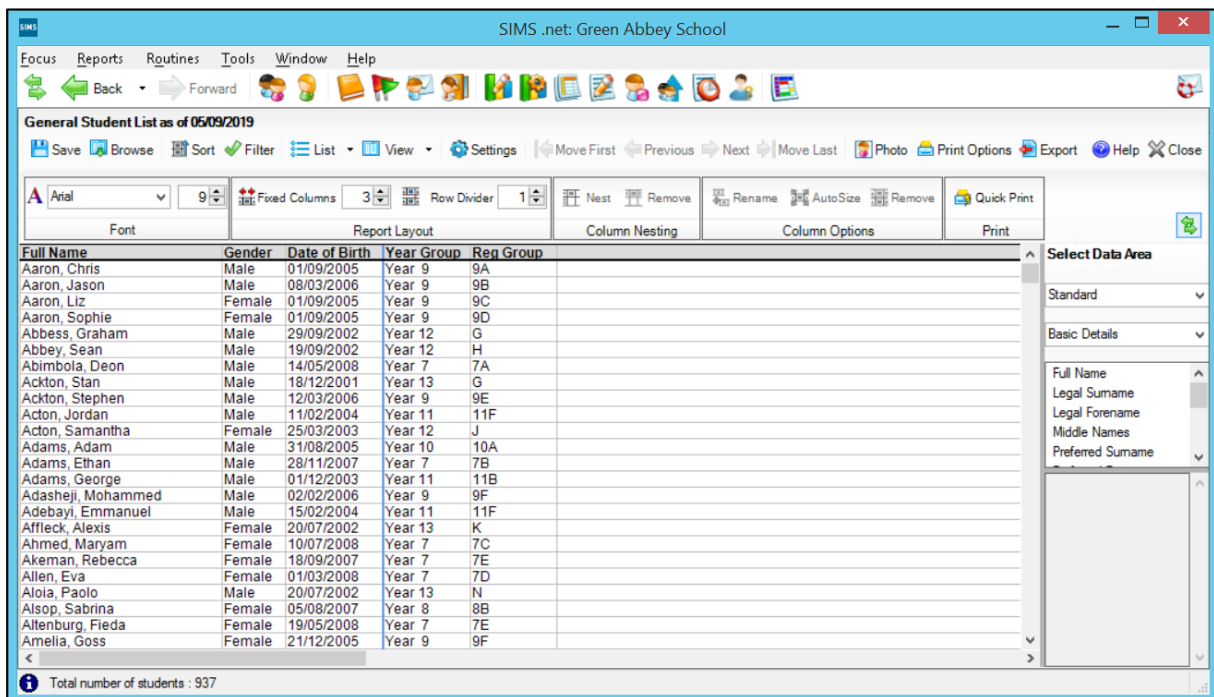 SIMS SIMS .net: Green Abbey School
Focus Reports Routines Tools Window Help
Back Forward
General Student List as of 05/09/2019
Save Browse Sort Filter List View Settings Move First Previous Next Move Last Photo Print Options Export Help Close
A Arial 9 Fixed Columns 3 Row Divider 1 Nest Remove Rename AutoSize Remove Quick Print
Font Report Layout Column Nesting Column Options Print
Full Name Gender Date of Birth Year Group Reg Group
Aaron, Chris Male 01/09/2005 Year 9 9A
Aaron, Jason Male 08/03/2006 Year 9 9B
Aaron, Liz Female 01/09/2005 Year 9 9C
Aaron, Sophie Female 01/09/2005 Year 9 9D
Abbess, Graham Male 29/09/2002 Year 12 G
Abbey, Sean Male 19/09/2002 Year 12 H
Abimbola, Deon Male 14/05/2008 Year 7 7A
Ackton, Stan Male 18/12/2001 Year 13 G
Ackton, Stephen Male 12/03/2006 Year 9 9E
Acton, Jordan Male 11/02/2004 Year 11 11F
Acton, Samantha Female 25/03/2003 Year 12 J
Adams, Adam Male 31/08/2005 Year 10 10A
Adams, Ethan Male 28/11/2007 Year 7 7B
Adams, George Male 01/12/2003 Year 11 11B
Adasheji, Mohammed Male 02/02/2006 Year 9 9F
Adebayi, Emmanuel Male 15/02/2004 Year 11 11F
Affleck, Alexis Female 20/07/2002 Year 13 K
Ahmed, Maryam Female 10/07/2008 Year 7 7C
Akeman, Rebecca Female 18/09/2007 Year 7 7E
Allen, Eva Female 01/03/2008 Year 7 7D
Aloia, Paolo Male 20/07/2002 Year 13 N
Alsop, Sabrina Female 05/08/2007 Year 8 8B
Altenburg, Fieda Female 19/05/2008 Year 7 7E
Amelia, Goss Female 21/12/2005 Year 9 9F
Select Data Area
Standard
Basic Details
Full Name
Legal Surname
Legal Forename
Middle Names
Preferred Surname
Total number of students : 937